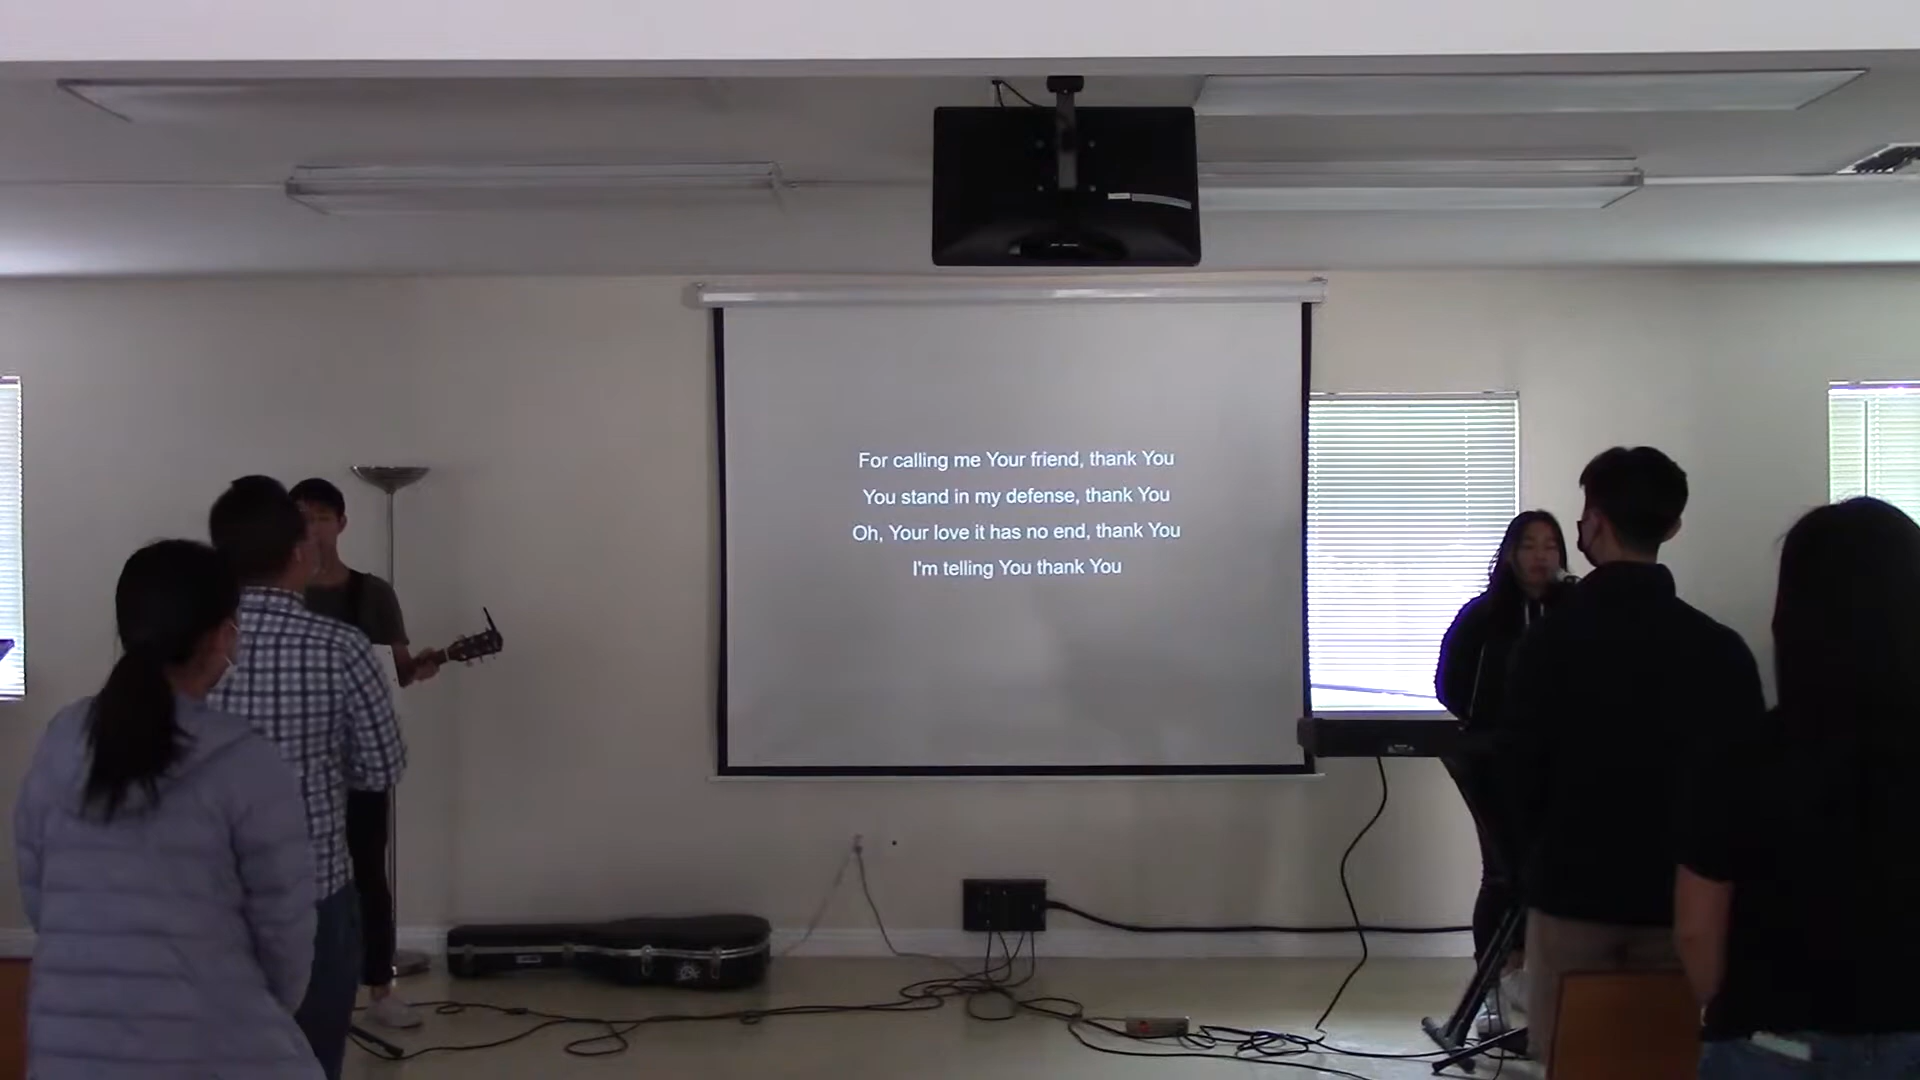 For calling me Your friend, thank You
You stand in my defense, thank You
Oh, Your love it has no end, thank You
I'm telling You thank You